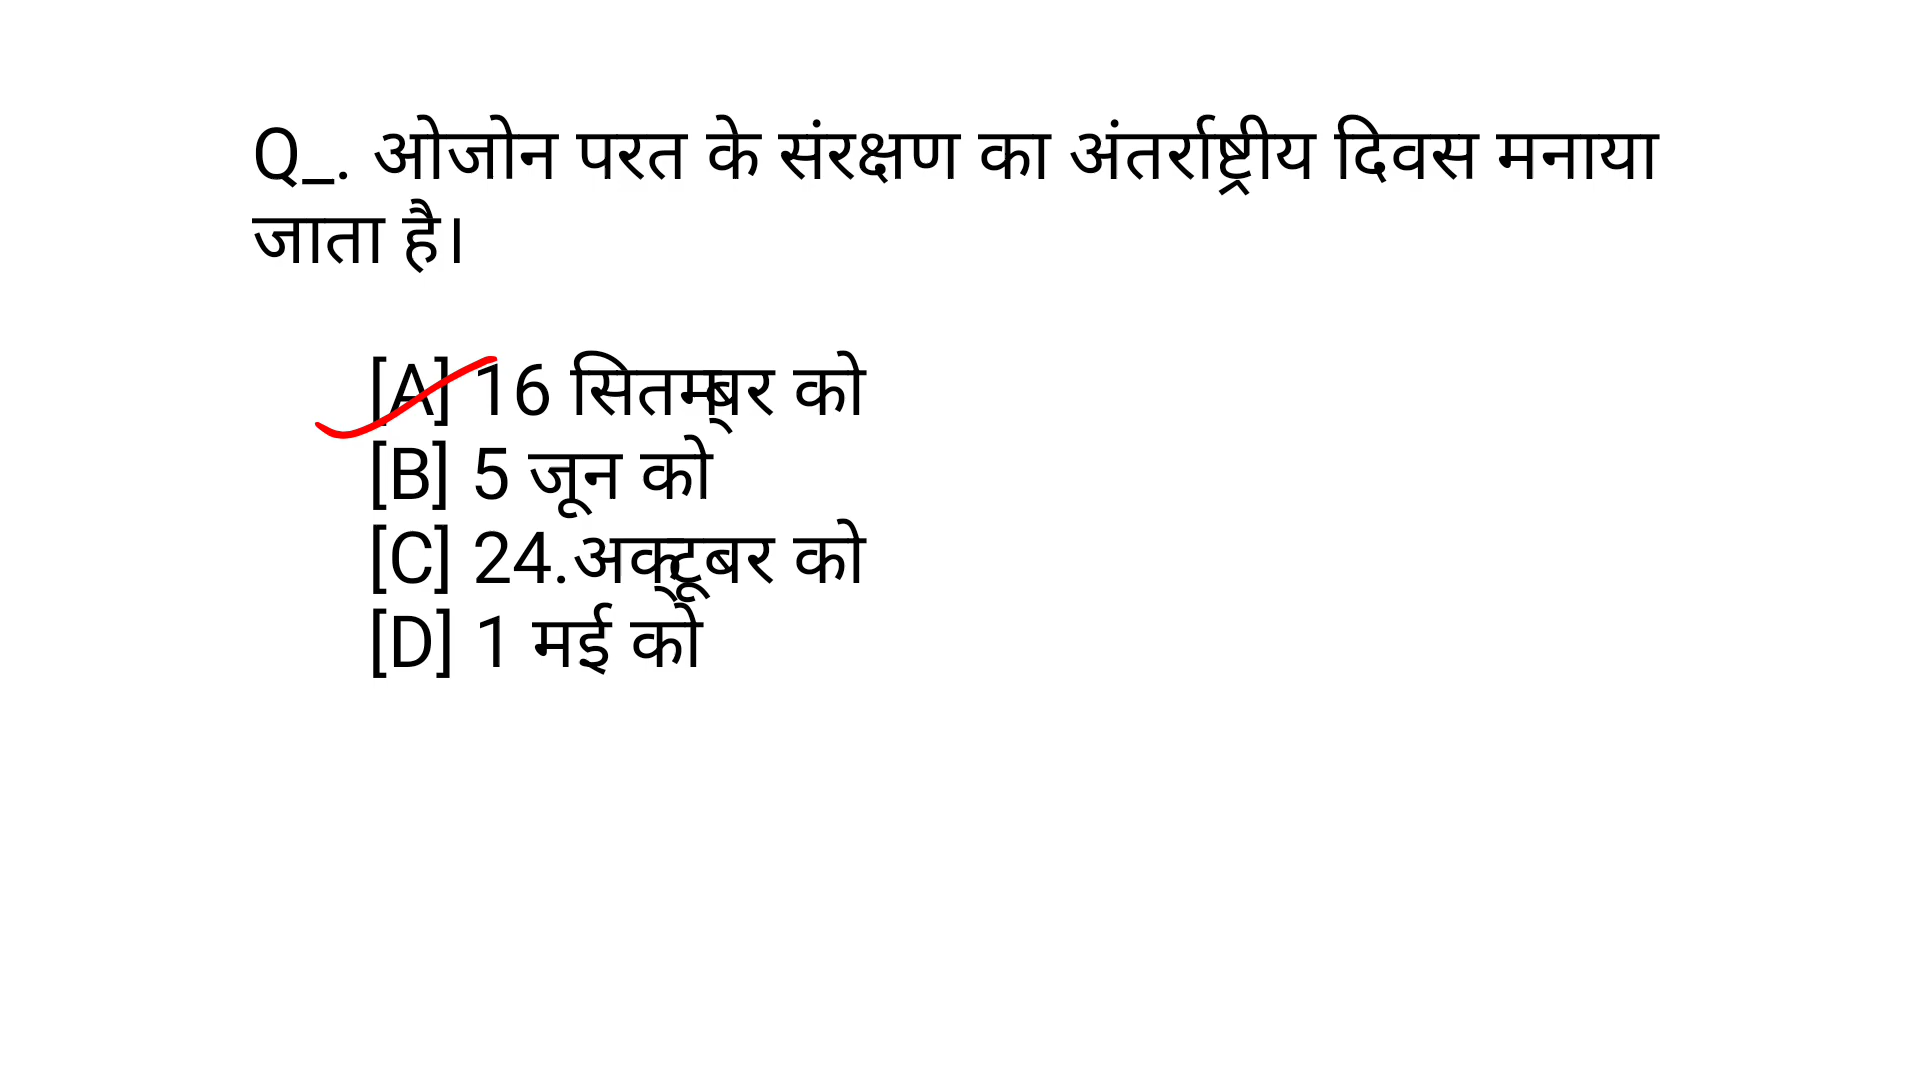 Q_. ओजोन परत के संरक्षण का अंतर्राष्ट्रीय दिवस मनाया
जाता है।
[A] 16 सितम्बर को
[B] 5 जून को
[C] 24.अक्टूबर को
[D] 1 मई को